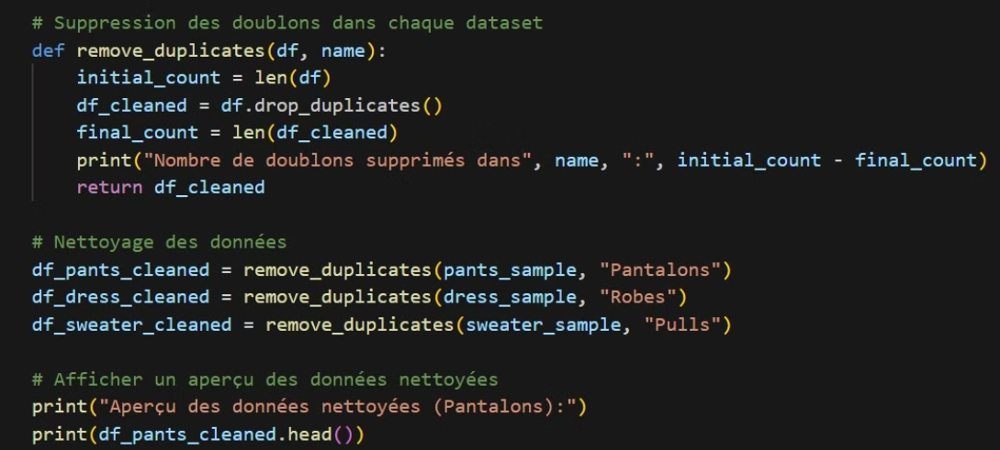 # Suppression des doublons dans chaque dataset
def remove_duplicates(df, name):
    initial_count = len(df)
    df_cleaned = df.drop_duplicates()
    final_count = len(df_cleaned)
    print("Nombre de doublons supprimés dans", name, ":", initial_count - final_count)
    return df_cleaned

# Nettoyage des données
df_pants_cleaned = remove_duplicates(pants_sample, "Pantalons")
df_dress_cleaned = remove_duplicates(dress_sample, "Robes")
df_sweater_cleaned = remove_duplicates(sweater_sample, "Pulls")

# Afficher un aperçu des données nettoyées
print("Aperçu des données nettoyées (Pantalons):")
print(df_pants_cleaned.head())